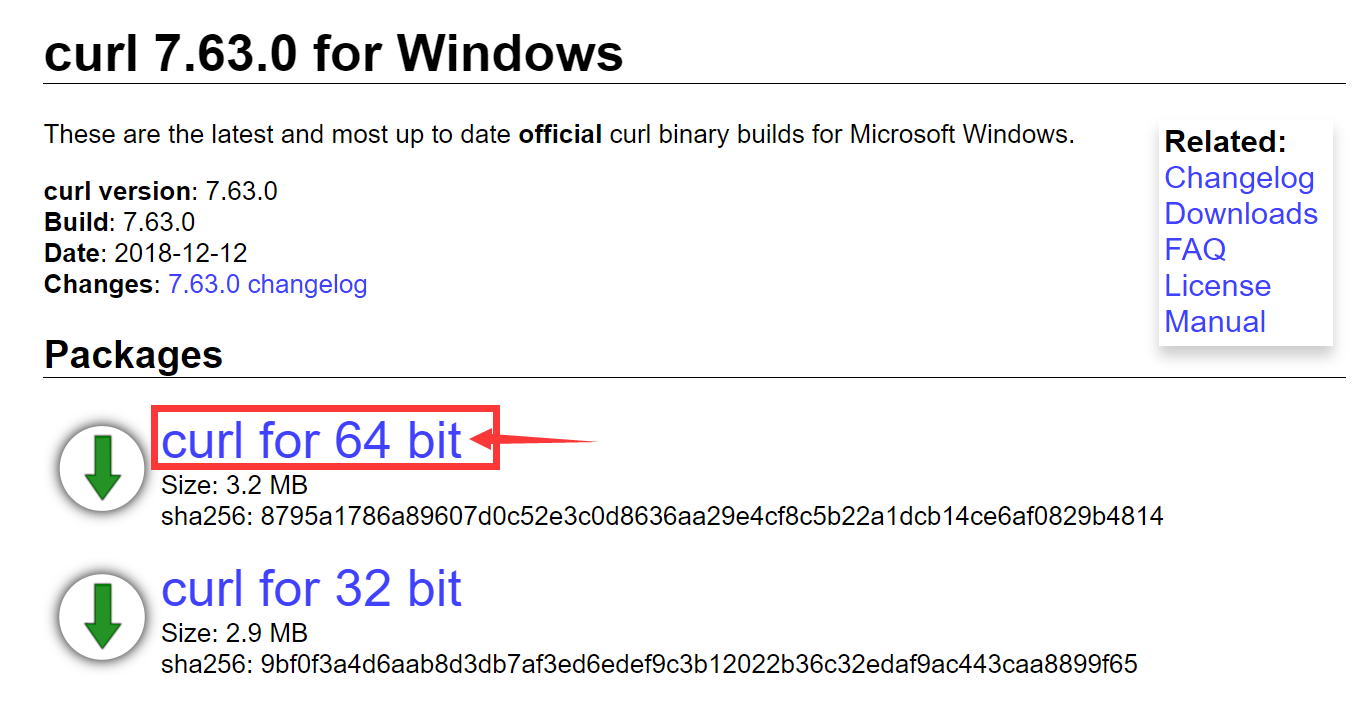 curl 7.63.0 for Windows
These are the latest and most up to date official curl binary builds for Microsoft Windows.
curl version: 7.63.0
Build: 7.63.0
Date: 2018-12-12
Changes: 7.63.0 changelog
Related:
Changelog
Downloads
FAQ
License
Manual
Packages
curl for 64 bit
Size: 3.2 MB
sha256: 8795a1786a89607d0c52e3c0d8636aa29e4cf8c5b22a1dcb14ce6af0829b4814
curl for 32 bit
Size: 2.9 MB
sha256: 9bf0f3a4d6aab8d3db7af3ed6edef9c3b12022b36c32edaf9ac443caa8899f65